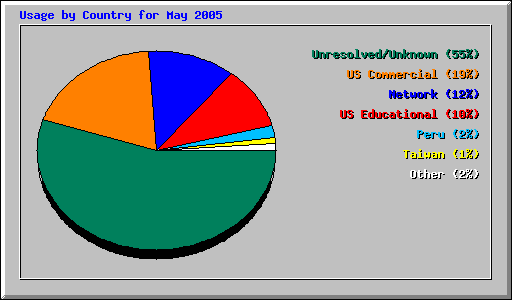 Usage by Country for May 2005
Unresolved/Unknown (55%)
US Commercial (19%)
Network (12%)
US Educational (10%)
Peru (2%)
Taiwan (1%)
Other (2%)